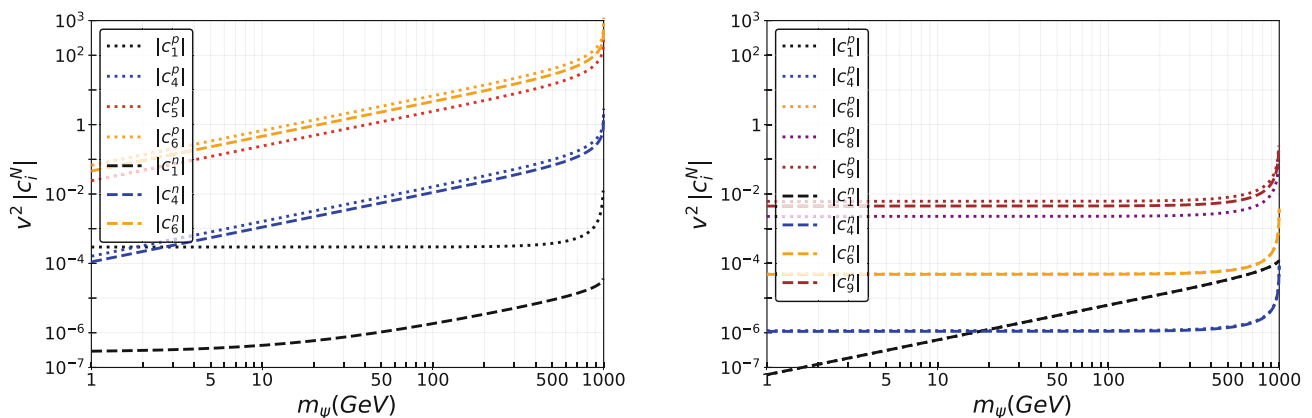 10^3
10^2
10
1
10^-2
10^-4
10^-6
10^-7
v^2 |c_i^N|
|c_1^p|
|c_4^p|
|c_5^p|
|c_6^p|
|c_1^n|
|c_4^n|
|c_6^n|
1 5 10 50 100 500 1000
m_ψ(GeV)
10^3
10^2
10
1
10^-2
10^-4
10^-6
10^-7
v^2 |c_i^N|
|c_1^p|
|c_4^p|
|c_6^p|
|c_8^p|
|c_9^p|
|c_1^n|
|c_4^n|
|c_6^n|
|c_9^n|
1 5 10 50 100 500 1000
m_ψ(GeV)